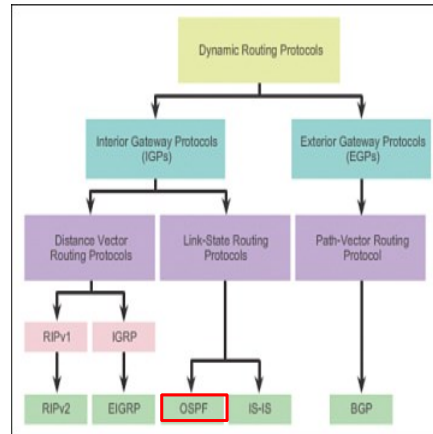 Dynamic Routing Protocols
Interior Gateway Protocols
(IGPs)
Exterior Gateway Protocols
(EGPs)
Distance Vector
Routing Protocols
Link-State Routing
Protocols
Path-Vector Routing
Protocol
RIPv1
IGRP
RIPv2
EIGRP
OSPF
IS-IS
BGP